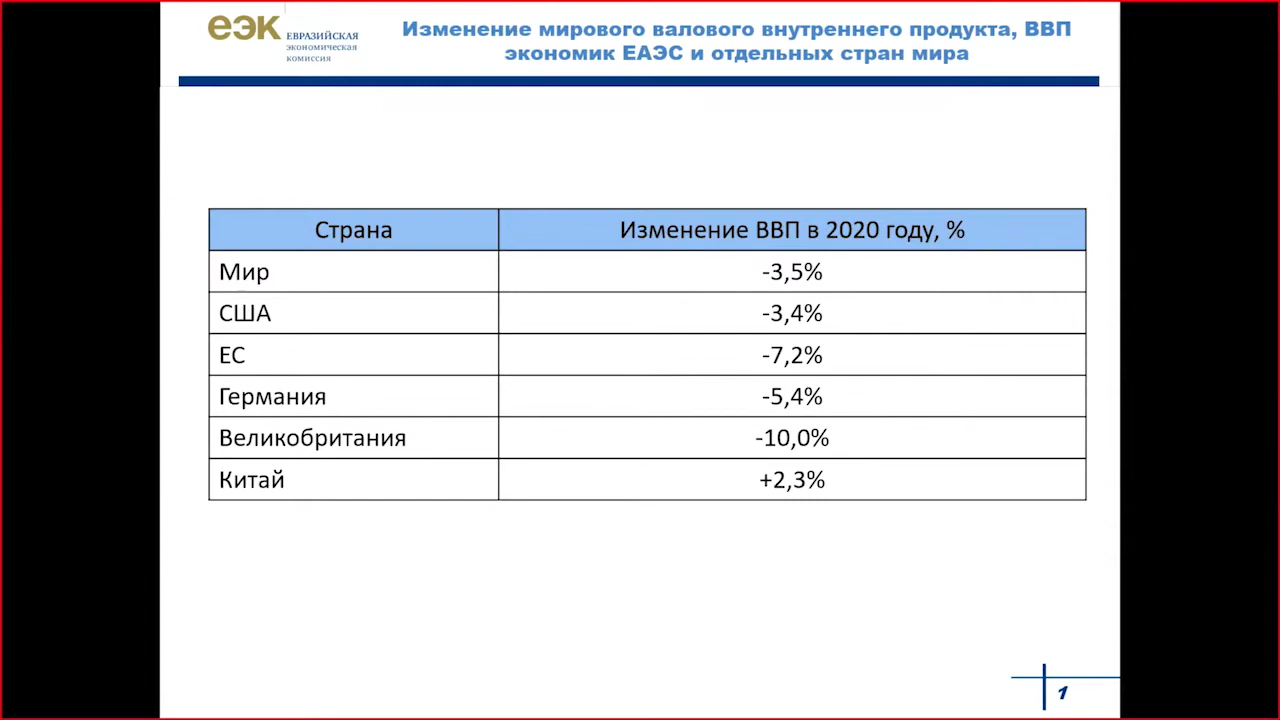 еэк
ЕВРАЗИЙСКАЯ
экономическая
комиссия
Изменение мирового валового внутреннего продукта, ВВП
экономик ЕАЭС и отдельных стран мира
Страна Изменение ВВП в 2020 году, %
Мир -3,5%
США -3,4%
ЕС -7,2%
Германия -5,4%
Великобритания -10,0%
Китай +2,3%
1